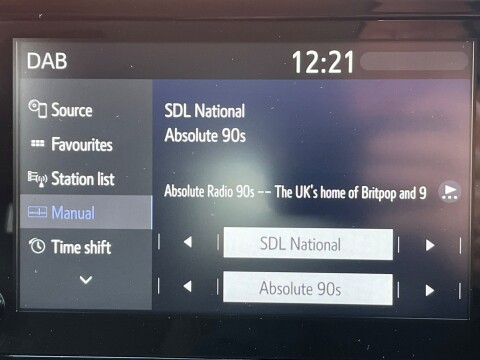 DAB
12:21
Source
Favourites
Station list
Manual
Time shift
SDL National
Absolute 90s
Absolute Radio 90s -- The UK's home of Britpop and 9
SDL National
Absolute 90s